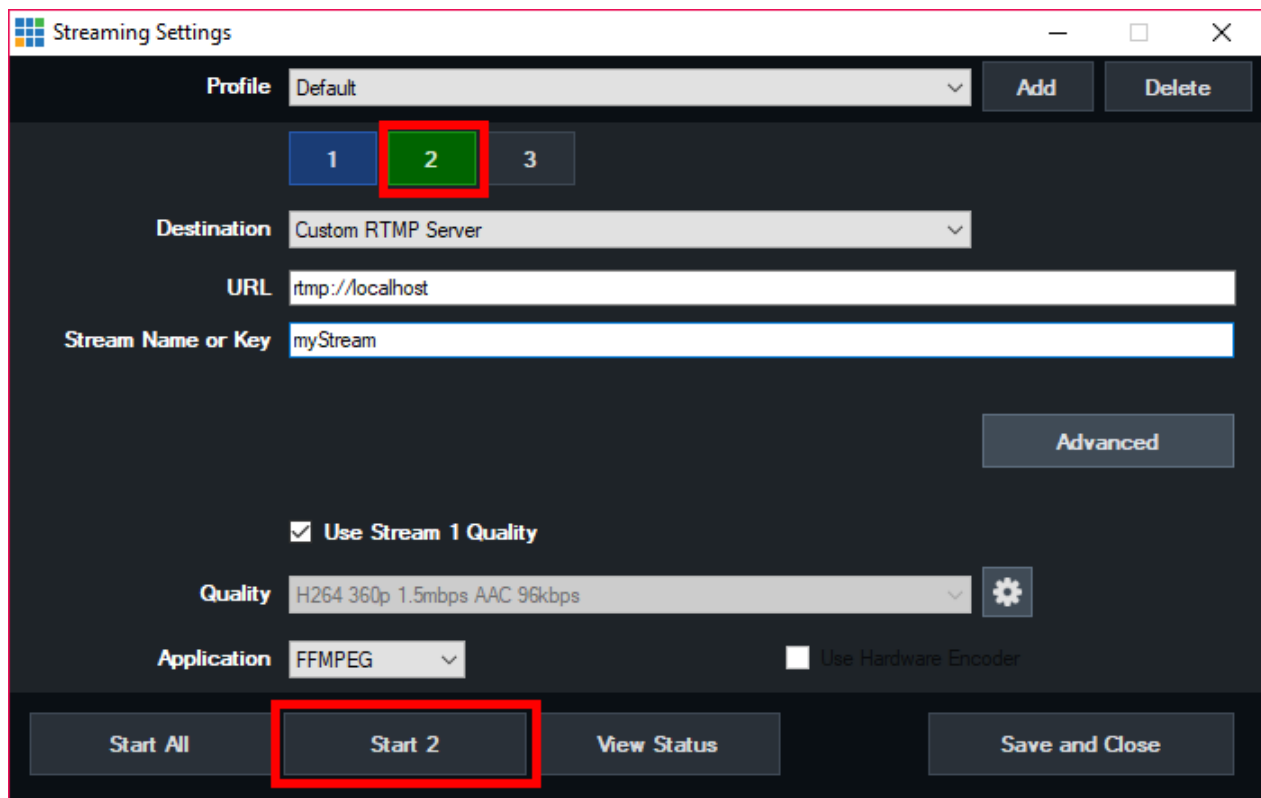 Streaming Settings
Profile Default Add Delete
1 2 3
Destination Custom RTMP Server
URL rtmp://localhost
Stream Name or Key myStream
Advanced
Use Stream 1 Quality
Quality H264 360p 1.5mbps AAC 96kbps
Application FFMPEG Use Hardware Encoder
Start All Start 2 View Status Save and Close